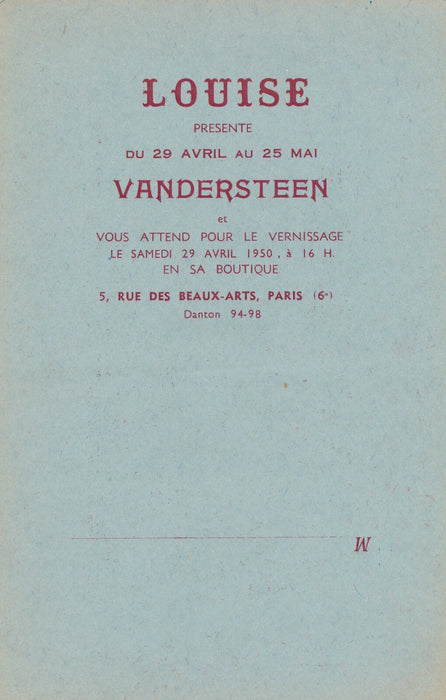 LOUISE
PRESENTE
DU 29 AVRIL AU 25 MAI
VANDERSTEEN
et
VOUS ATTEND POUR LE VERNISSAGE
LE SAMEDI 29 AVRIL 1950, à 16 H.
EN SA BOUTIQUE
5, RUE DES BEAUX-ARTS, PARIS (6e)
Danton 94-98
M